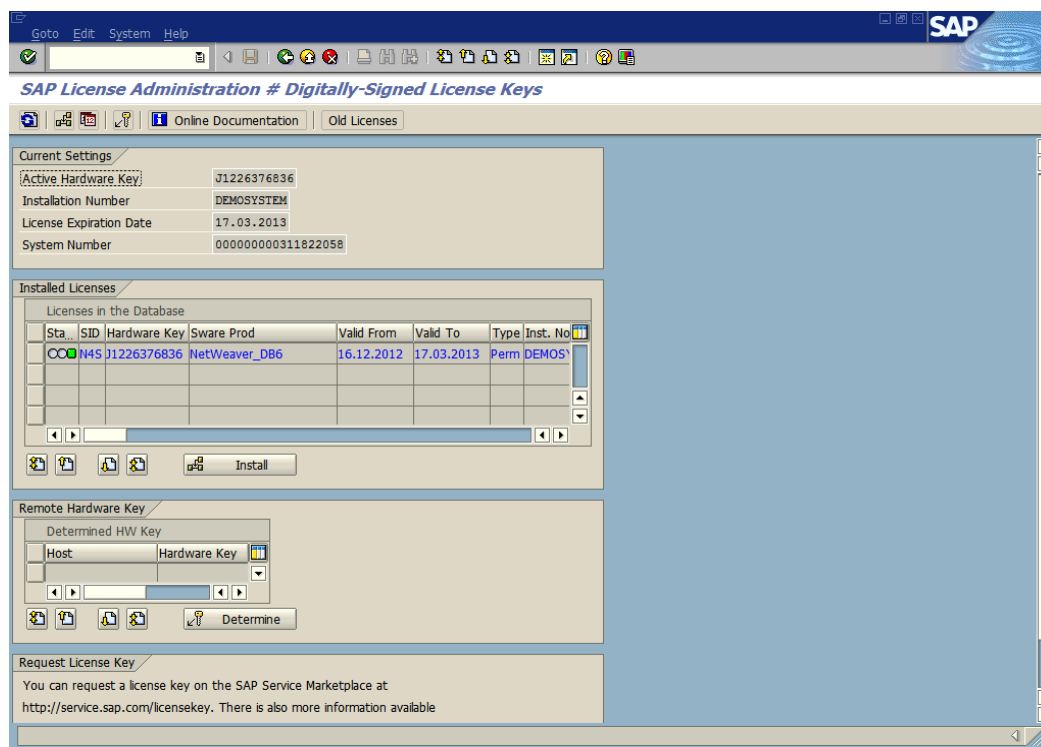 Goto Edit System Help
SAP
SAP License Administration # Digitally-Signed License Keys
Online Documentation Old Licenses
Current Settings
Active Hardware Key J1226376836
Installation Number DEMOSYSTEM
License Expiration Date 17.03.2013
System Number 000000000311822058
Installed Licenses
Licenses in the Database
Sta... SID Hardware Key Sware Prod Valid From Valid To Type Inst. No
N4S J1226376836 NetWeaver_DB6 16.12.2012 17.03.2013 Perm DEMOSY
Install
Remote Hardware Key
Determined HW Key
Host Hardware Key
Determine
Request License Key
You can request a license key on the SAP Service Marketplace at
http://service.sap.com/licensekey. There is also more information available